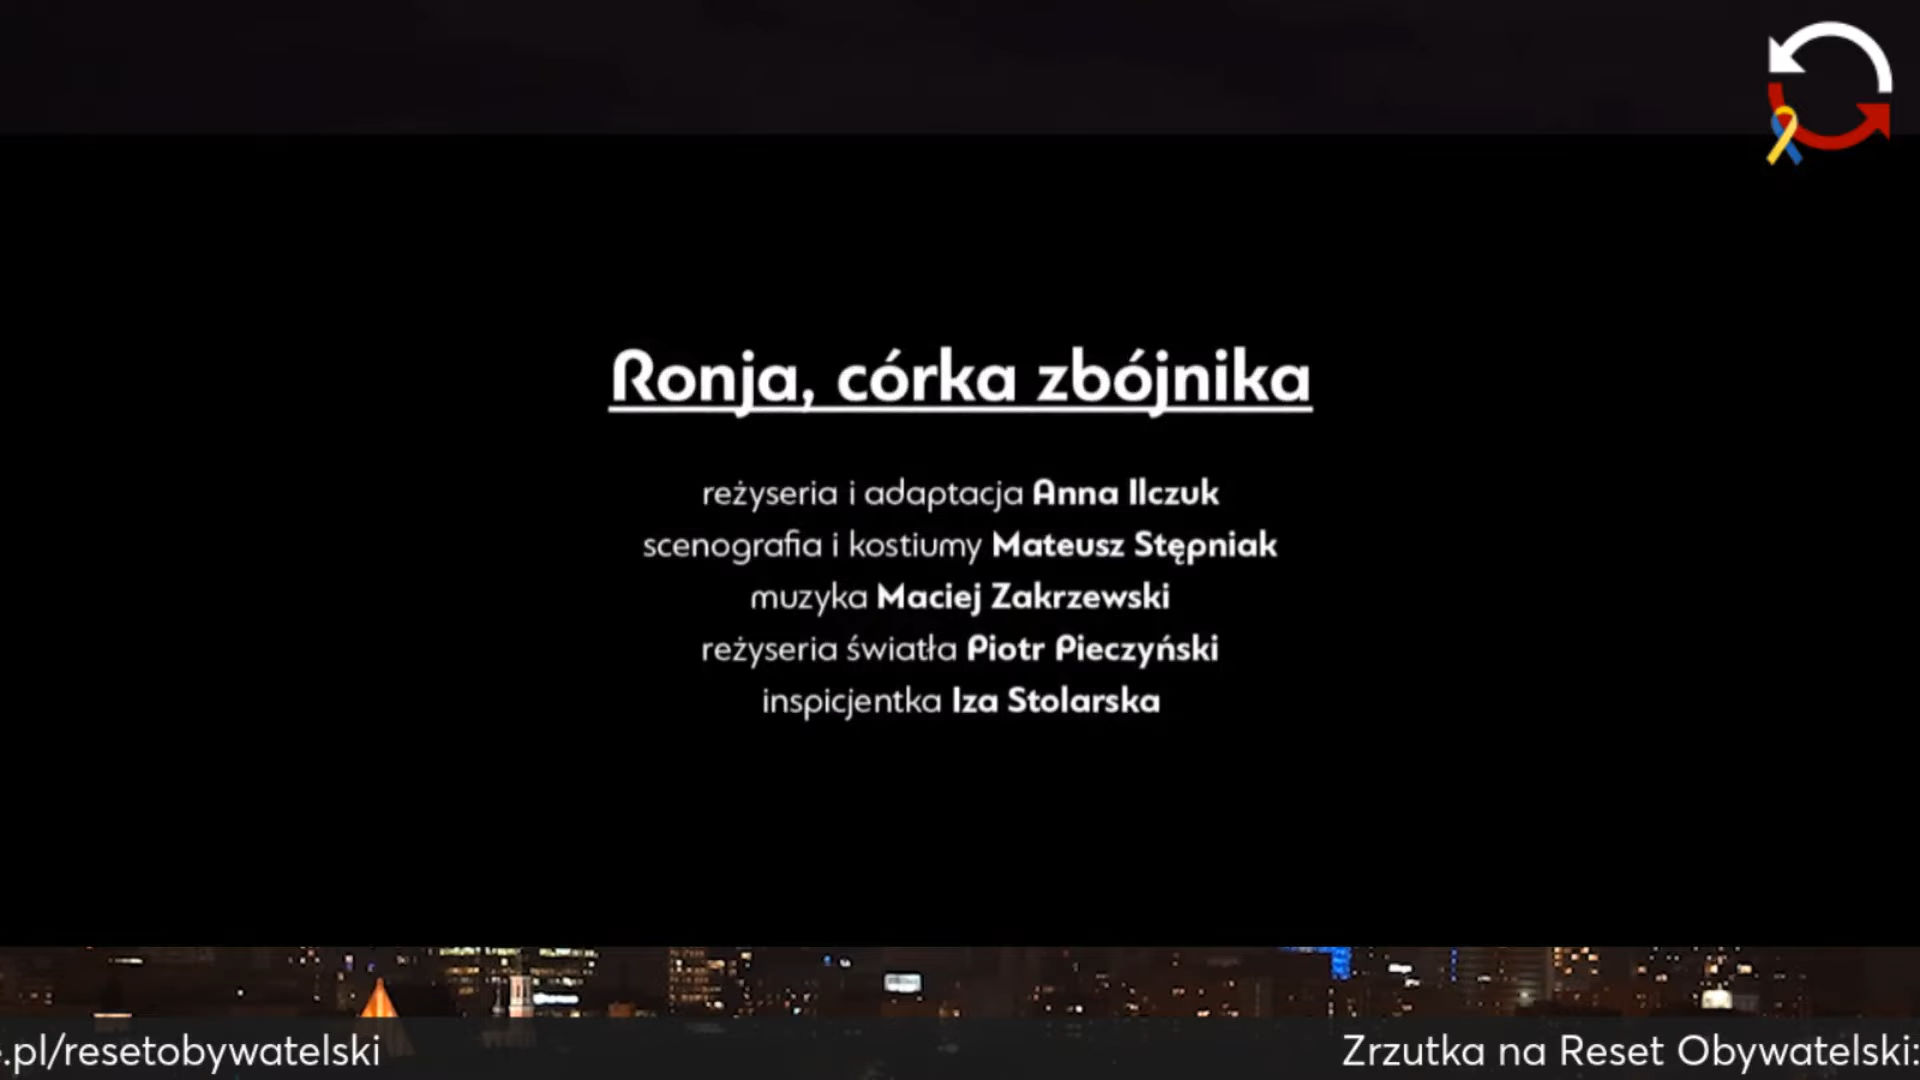 Ronja, córka zbójnika
reżyseria i adaptacja Anna Ilczuk
scenografia i kostiumy Mateusz Stępniak
muzyka Maciej Zakrzewski
reżyseria światła Piotr Pieczyński
inspicjentka Iza Stolarska
.pl/resetobywatelski
Zrzutka na Reset Obywatelski: